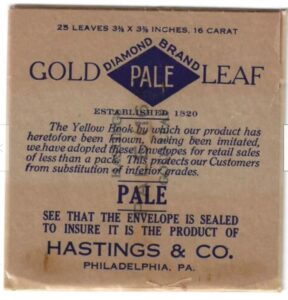 25 LEAVES 3⅜ X 3⅜ INCHES, 16 CARAT
DIAMOND BRAND
GOLD PALE LEAF
ESTABLISHED 1820
The Yellow Book by which our product has
heretofore been known, having been imitated,
we have adopted these Envelopes for retail sales
of less than a pack. This protects our Customers
from substitution of inferior grades.
PALE
SEE THAT THE ENVELOPE IS SEALED
TO INSURE IT IS THE PRODUCT OF
HASTINGS & CO.
PHILADELPHIA, PA.